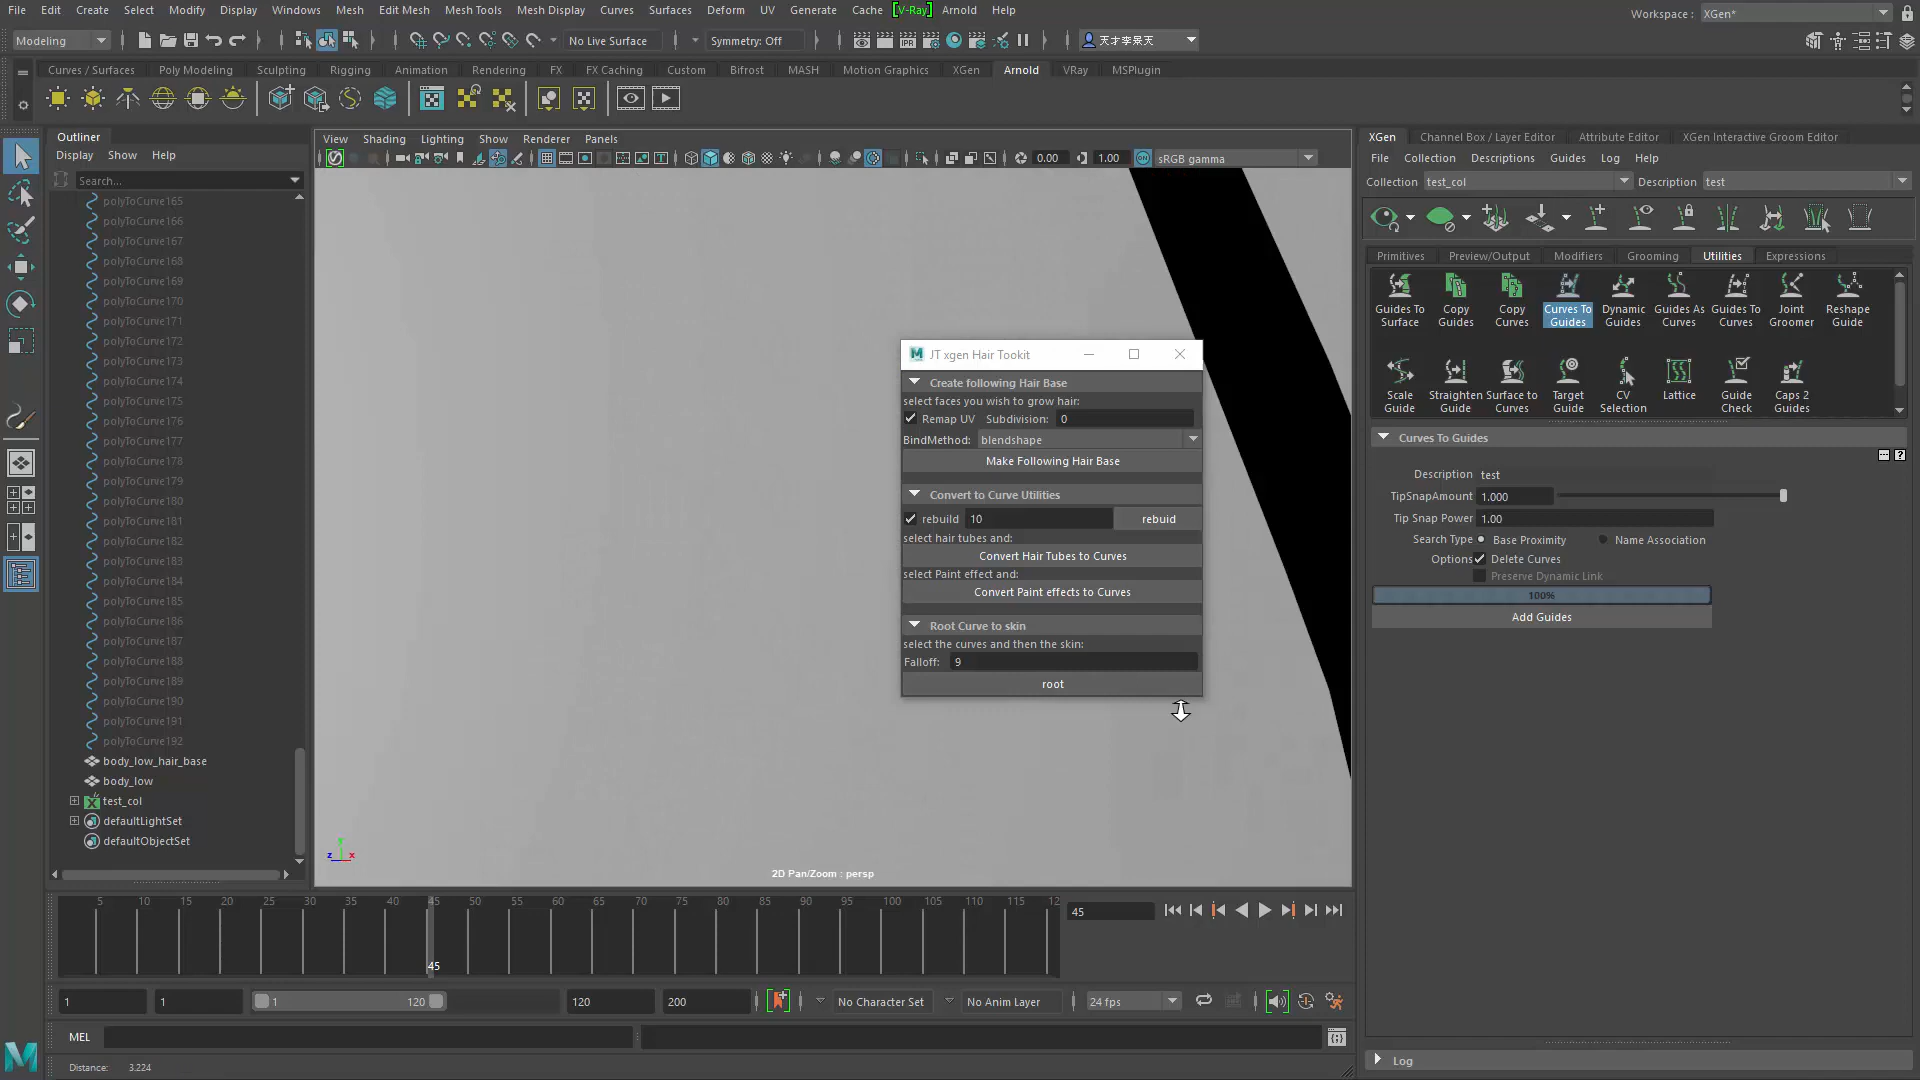 File Edit Create Select Modify Display Windows Mesh Edit Mesh Mesh Tools Mesh Display Curves Surfaces Deform UV Generate Cache [V-Ray] Arnold Help
Workspace : XGen*
Modeling
No Live Surface
Symmetry: Off
天才李杲天
Curves / Surfaces Poly Modeling Sculpting Rigging Animation Rendering FX FX Caching Custom Bifrost MASH Motion Graphics XGen Arnold VRay MSPlugin
Outliner
Display Show Help
Search...
polyToCurve165
polyToCurve166
polyToCurve167
polyToCurve168
polyToCurve169
polyToCurve170
polyToCurve171
polyToCurve172
polyToCurve173
polyToCurve174
polyToCurve175
polyToCurve176
polyToCurve177
polyToCurve178
polyToCurve179
polyToCurve180
polyToCurve181
polyToCurve182
polyToCurve183
polyToCurve184
polyToCurve185
polyToCurve186
polyToCurve187
polyToCurve188
polyToCurve189
polyToCurve190
polyToCurve191
polyToCurve192
body_low_hair_base
body_low
test_col
defaultLightSet
defaultObjectSet
View Shading Lighting Show Renderer Panels
0.00 1.00 sRGB gamma
JT xgen Hair Tookit
Create following Hair Base
select faces you wish to grow hair:
Remap UV Subdivision: 0
BindMethod: blendshape
Make Following Hair Base
Convert to Curve Utilities
rebuild 10 rebuid
select hair tubes and:
Convert Hair Tubes to Curves
select Paint effect and:
Convert Paint effects to Curves
Root Curve to skin
select the curves and then the skin:
Falloff: 9
root
z y x
2D Pan/Zoom : persp
XGen Channel Box / Layer Editor Attribute Editor XGen Interactive Groom Editor
File Collection Descriptions Guides Log Help
Collection test_col Description test
Primitives Preview/Output Modifiers Grooming Utilities Expressions
Guides To Surface
Copy Guides
Copy Curves
Curves To Guides
Dynamic Guides
Guides As Curves
Guides To Curves
Joint Groomer
Reshape Guide
Scale Guide
Straighten Guide
Surface to Curves
Target Guide
CV Selection
Lattice
Guide Check
Caps 2 Guides
Curves To Guides
Description test
TipSnapAmount 1.000
Tip Snap Power 1.00
Search Type Base Proximity Name Association
Options Delete Curves
Preserve Dynamic Link
100%
Add Guides
Log
5 10 15 20 25 30 35 40 45 50 55 60 65 70 75 80 85 90 95 100 105 110 115 12
45
45
1 1 1 120 120 200 No Character Set No Anim Layer 24 fps
MEL
Distance: 3.224